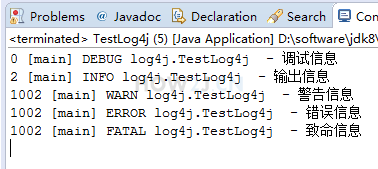 Problems @ Javadoc Declaration Search Con
<terminated> TestLog4j (5) [Java Application] D:\software\jdk8\
0 [main] DEBUG log4j.TestLog4j  - 调试信息
2 [main] INFO log4j.TestLog4j  - 输出信息
1002 [main] WARN log4j.TestLog4j  - 警告信息
1002 [main] ERROR log4j.TestLog4j  - 错误信息
1002 [main] FATAL log4j.TestLog4j  - 致命信息